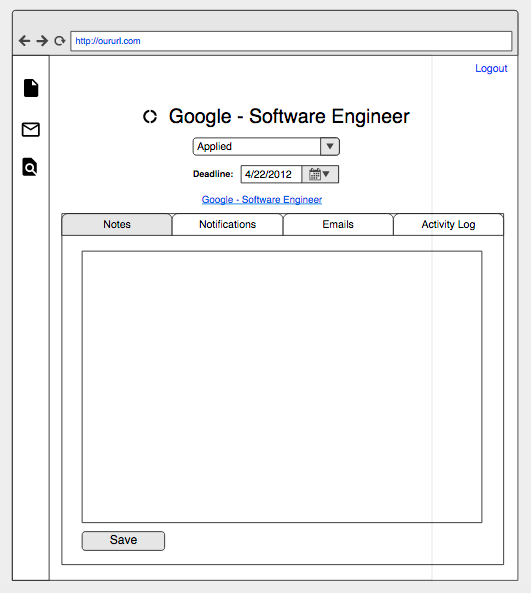 http://oururl.com
Logout
Google - Software Engineer
Applied
Deadline: 4/22/2012
Google - Software Engineer
Notes Notifications Emails Activity Log
Save